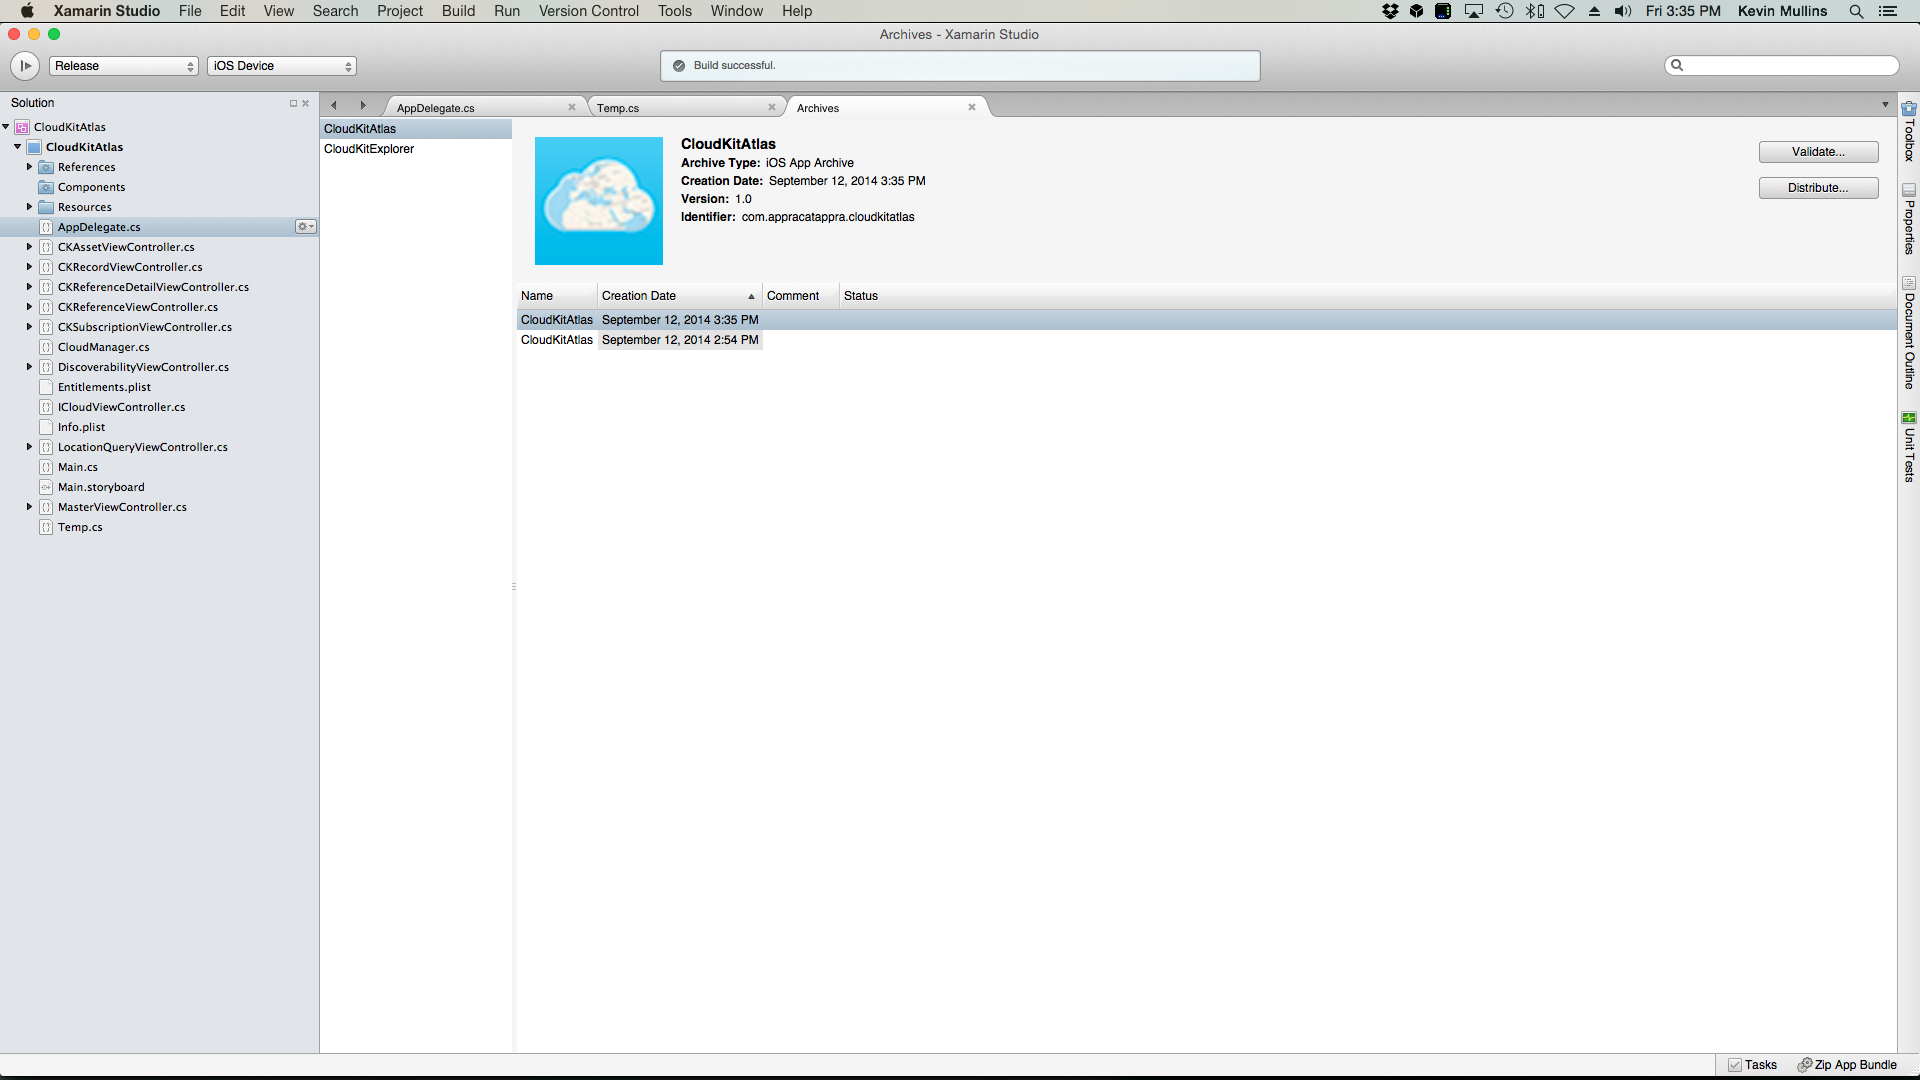 Xamarin Studio File Edit View Search Project Build Run Version Control Tools Window Help Fri 3:35 PM Kevin Mullins
Archives - Xamarin Studio
Release iOS Device Build successful.
Solution
CloudKitAtlas
CloudKitAtlas
References
Components
Resources
AppDelegate.cs
CKAssetViewController.cs
CKRecordViewController.cs
CKReferenceDetailViewController.cs
CKReferenceViewController.cs
CKSubscriptionViewController.cs
CloudManager.cs
DiscoverabilityViewController.cs
Entitlements.plist
ICloudViewController.cs
Info.plist
LocationQueryViewController.cs
Main.cs
Main.storyboard
MasterViewController.cs
Temp.cs
AppDelegate.cs Temp.cs Archives
CloudKitAtlas
CloudKitExplorer
CloudKitAtlas
Archive Type: iOS App Archive
Creation Date: September 12, 2014 3:35 PM
Version: 1.0
Identifier: com.appracatappra.cloudkitatlas
Validate...
Distribute...
Name Creation Date Comment Status
CloudKitAtlas September 12, 2014 3:35 PM
CloudKitAtlas September 12, 2014 2:54 PM
Toolbox
Properties
Document Outline
Unit Tests
Tasks Zip App Bundle